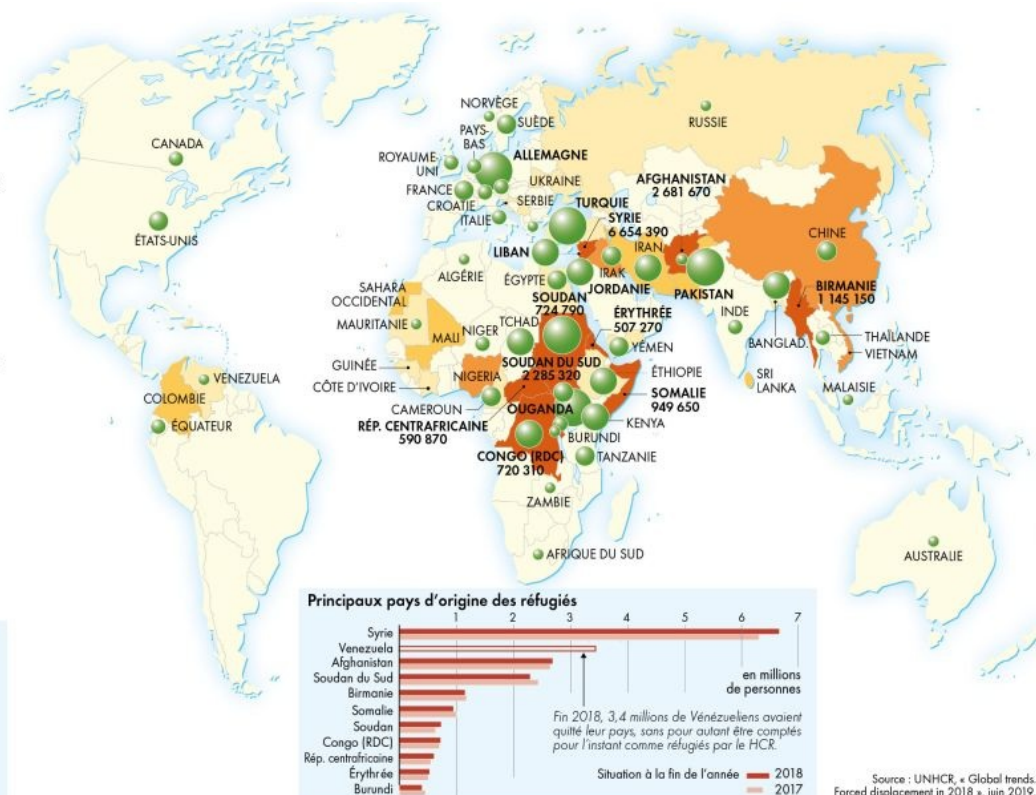 NORVÈGE
SUÈDE
RUSSIE
PAYS-
BAS
CANADA
ROYAUME-
UNI
ALLEMAGNE
UKRAINE
AFGHANISTAN
2 681 670
FRANCE
CROATIE
SERBIE
ITALIE
TURQUIE
SYRIE
6 654 390
ÉTATS-UNIS
IRAN
CHINE
LIBAN
ALGÉRIE
ÉGYPTE
IRAK
JORDANIE
PAKISTAN
BIRMANIE
1 145 150
SAHARA
OCCIDENTAL
SOUDAN
724 790
ÉRYTHRÉE
507 270
INDE
MAURITANIE
MALI
NIGER
TCHAD
YÉMEN
BANGLAD.
THAÏLANDE
VIETNAM
GUINÉE
SOUDAN DU SUD
2 285 320
ÉTHIOPIE
VENEZUELA
CÔTE D'IVOIRE
NIGERIA
SRI
LANKA
MALAISIE
COLOMBIE
CAMEROUN
OUGANDA
SOMALIE
949 650
ÉQUATEUR
RÉP. CENTRAFRICAINE
590 870
KENYA
BURUNDI
CONGO (RDC)
720 310
TANZANIE
ZAMBIE
AFRIQUE DU SUD
AUSTRALIE
Principaux pays d'origine des réfugiés
1 2 3 4 5 6 7
Syrie
Venezuela
Afghanistan
en millions
de personnes
Soudan du Sud
Birmanie
Somalie
Soudan
Congo (RDC)
Rép. centrafricaine
Érythrée
Burundi
Fin 2018, 3,4 millions de Vénézueliens avaient
quitté leur pays, sans pour autant être comptés
pour l'instant comme réfugiés par le HCR.
Situation à la fin de l'année
2018
2017
Source : UNHCR, « Global trends.
Forced displacement in 2018 », juin 2019.